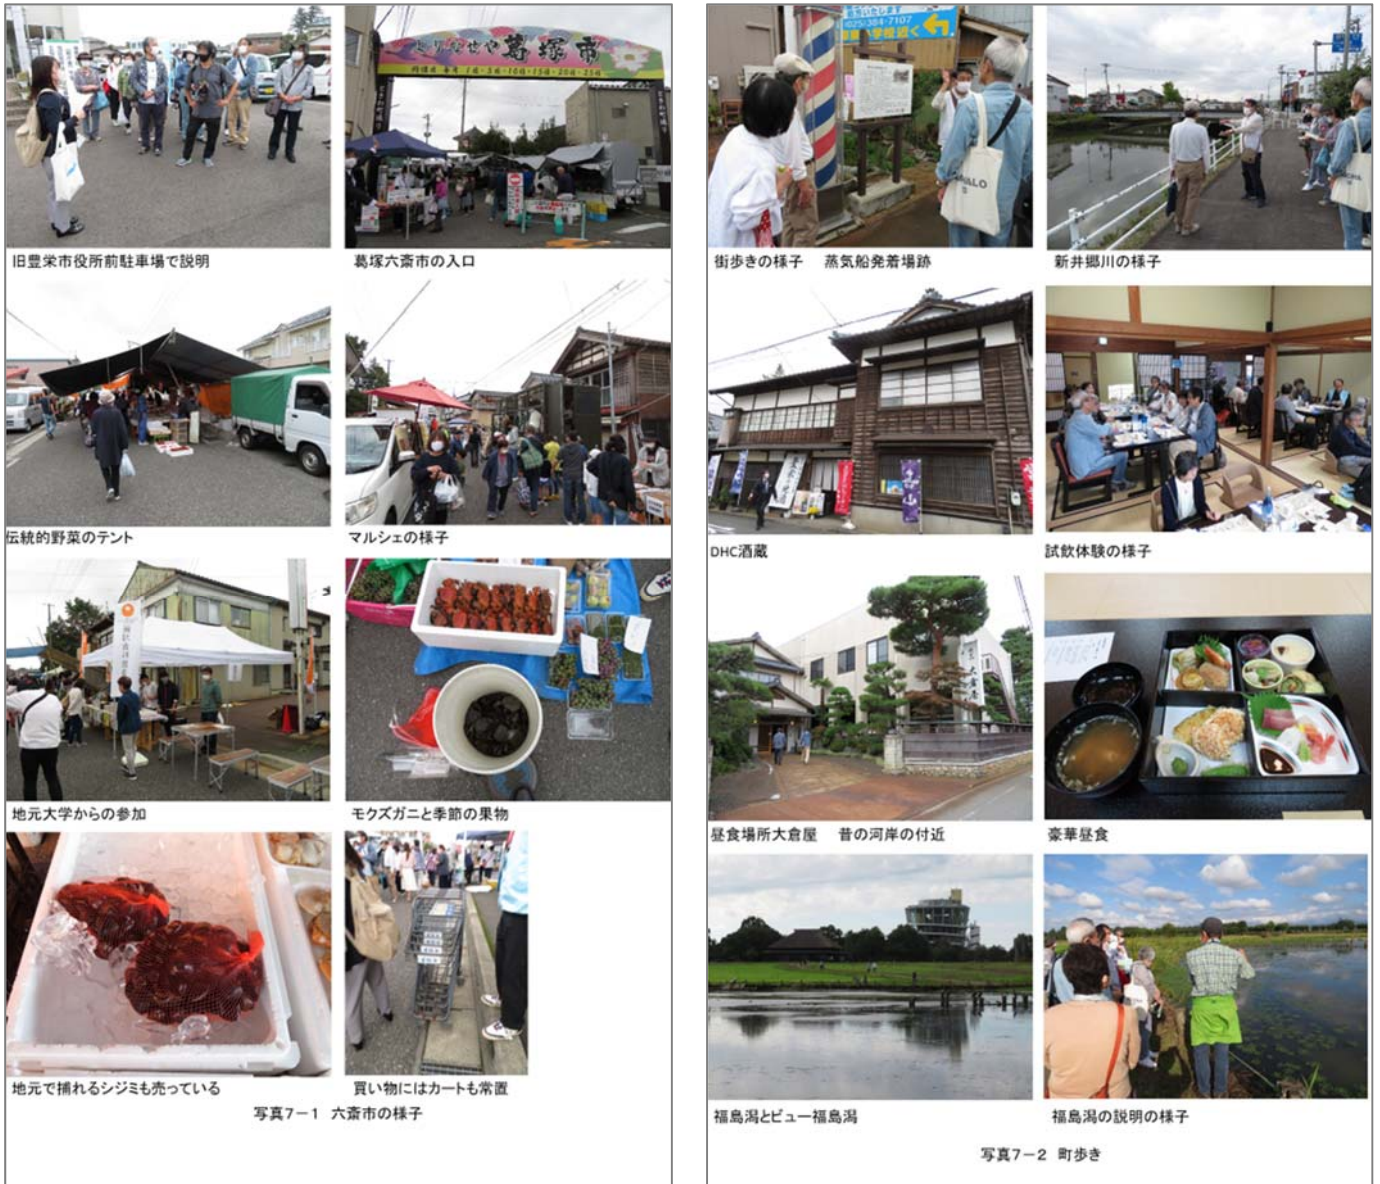 旧豊栄市役所前駐車場で説明
葛塚市
葛塚六斎市の入口
伝統的野菜のテント
マルシェの様子
地元大学からの参加
モクズガニと季節の果物
地元で捕れるシジミも売っている
買い物にはカートも常置
写真7-1 六斎市の様子
(025)384-7107
街歩きの様子 蒸気船発着場跡
新井郷川の様子
DHC酒蔵
試飲体験の様子
昼食場所大倉屋 昔の河岸の付近
豪華昼食
福島潟とビュー福島潟
福島潟の説明の様子
写真7-2 町歩き